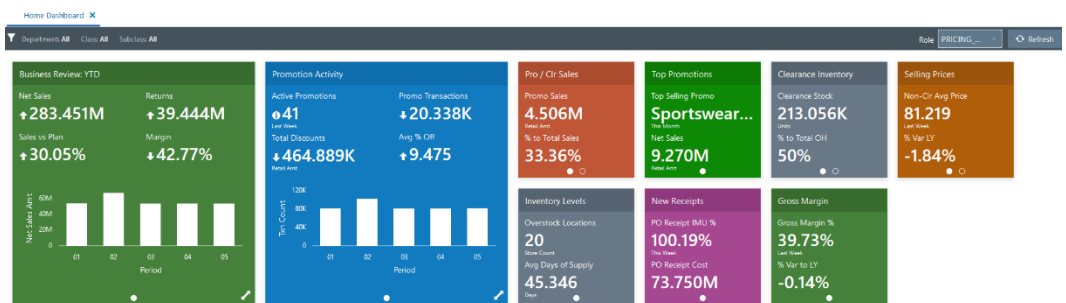 Home Dashboard ×
Department: All Class: All Subclass: All
Role PRICING_... Refresh
Business Review: YTD
Net Sales Returns
283.451M 39.444M
Sales vs Plan Margin
30.05% 42.77%
Net Sales Amt
60M
40M
20M
0
01 02 03 04 05
Period
Promotion Activity
Active Promotions Promo Transactions
41 20.338K
Last Week
Total Discounts Avg % Off
464.889K 9.475
Retail Amt
Txn Count
120K
80K
40K
0
01 02 03 04 05
Period
Pro / Clr Sales
Promo Sales
4.506M
Retail Amt
% to Total Sales
33.36%
Top Promotions
Top Selling Promo
Sportswear...
This Month
Net Sales
9.270M
Retail Amt
Clearance Inventory
Clearance Stock
213.056K
Units
% to Total OH
50%
Selling Prices
Non-Clr Avg Price
81.219
Last Week
% Var LY
-1.84%
Inventory Levels
Overstock Locations
20
Store Count
Avg Days of Supply
45.346
Days
New Receipts
PO Receipt IMU %
100.19%
This Week
PO Receipt Cost
73.750M
Gross Margin
Gross Margin %
39.73%
Last Week
% Var to LY
-0.14%